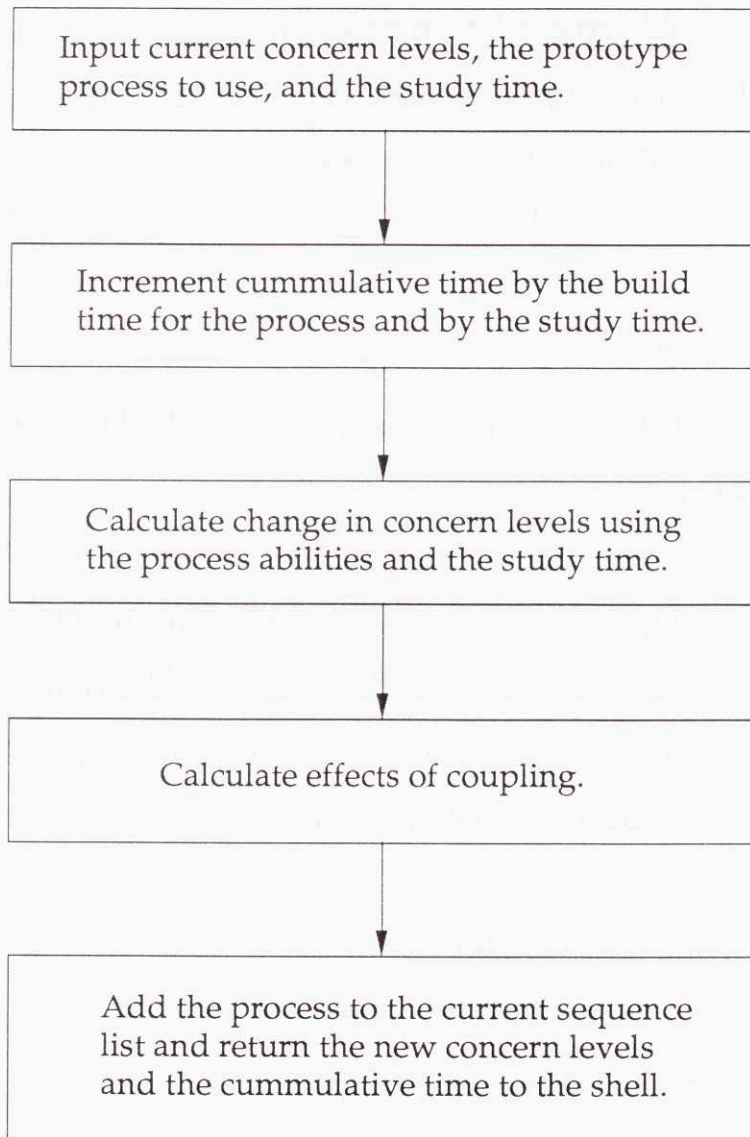 Input current concern levels, the prototype
process to use, and the study time.
Increment cummulative time by the build
time for the process and by the study time.
Calculate change in concern levels using
the process abilities and the study time.
Calculate effects of coupling.
Add the process to the current sequence
list and return the new concern levels
and the cummulative time to the shell.